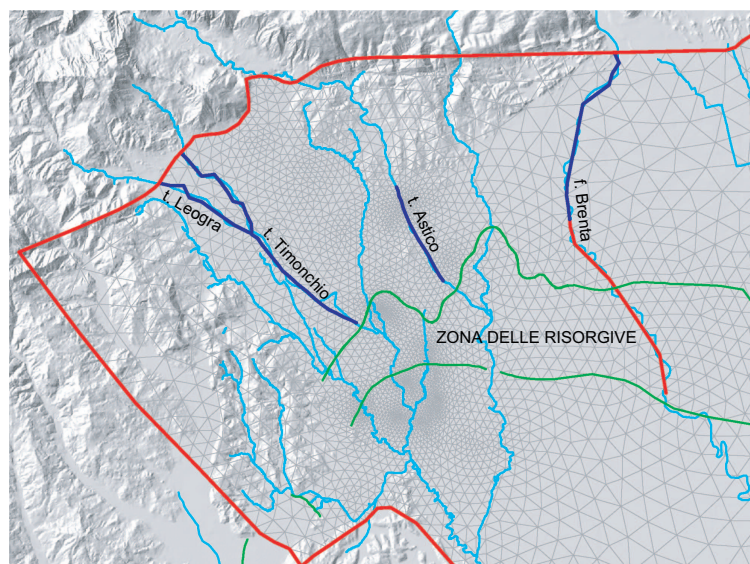 t. Leogra
t. Timonchio
t. Astico
f. Brenta
ZONA DELLE RISORGIVE